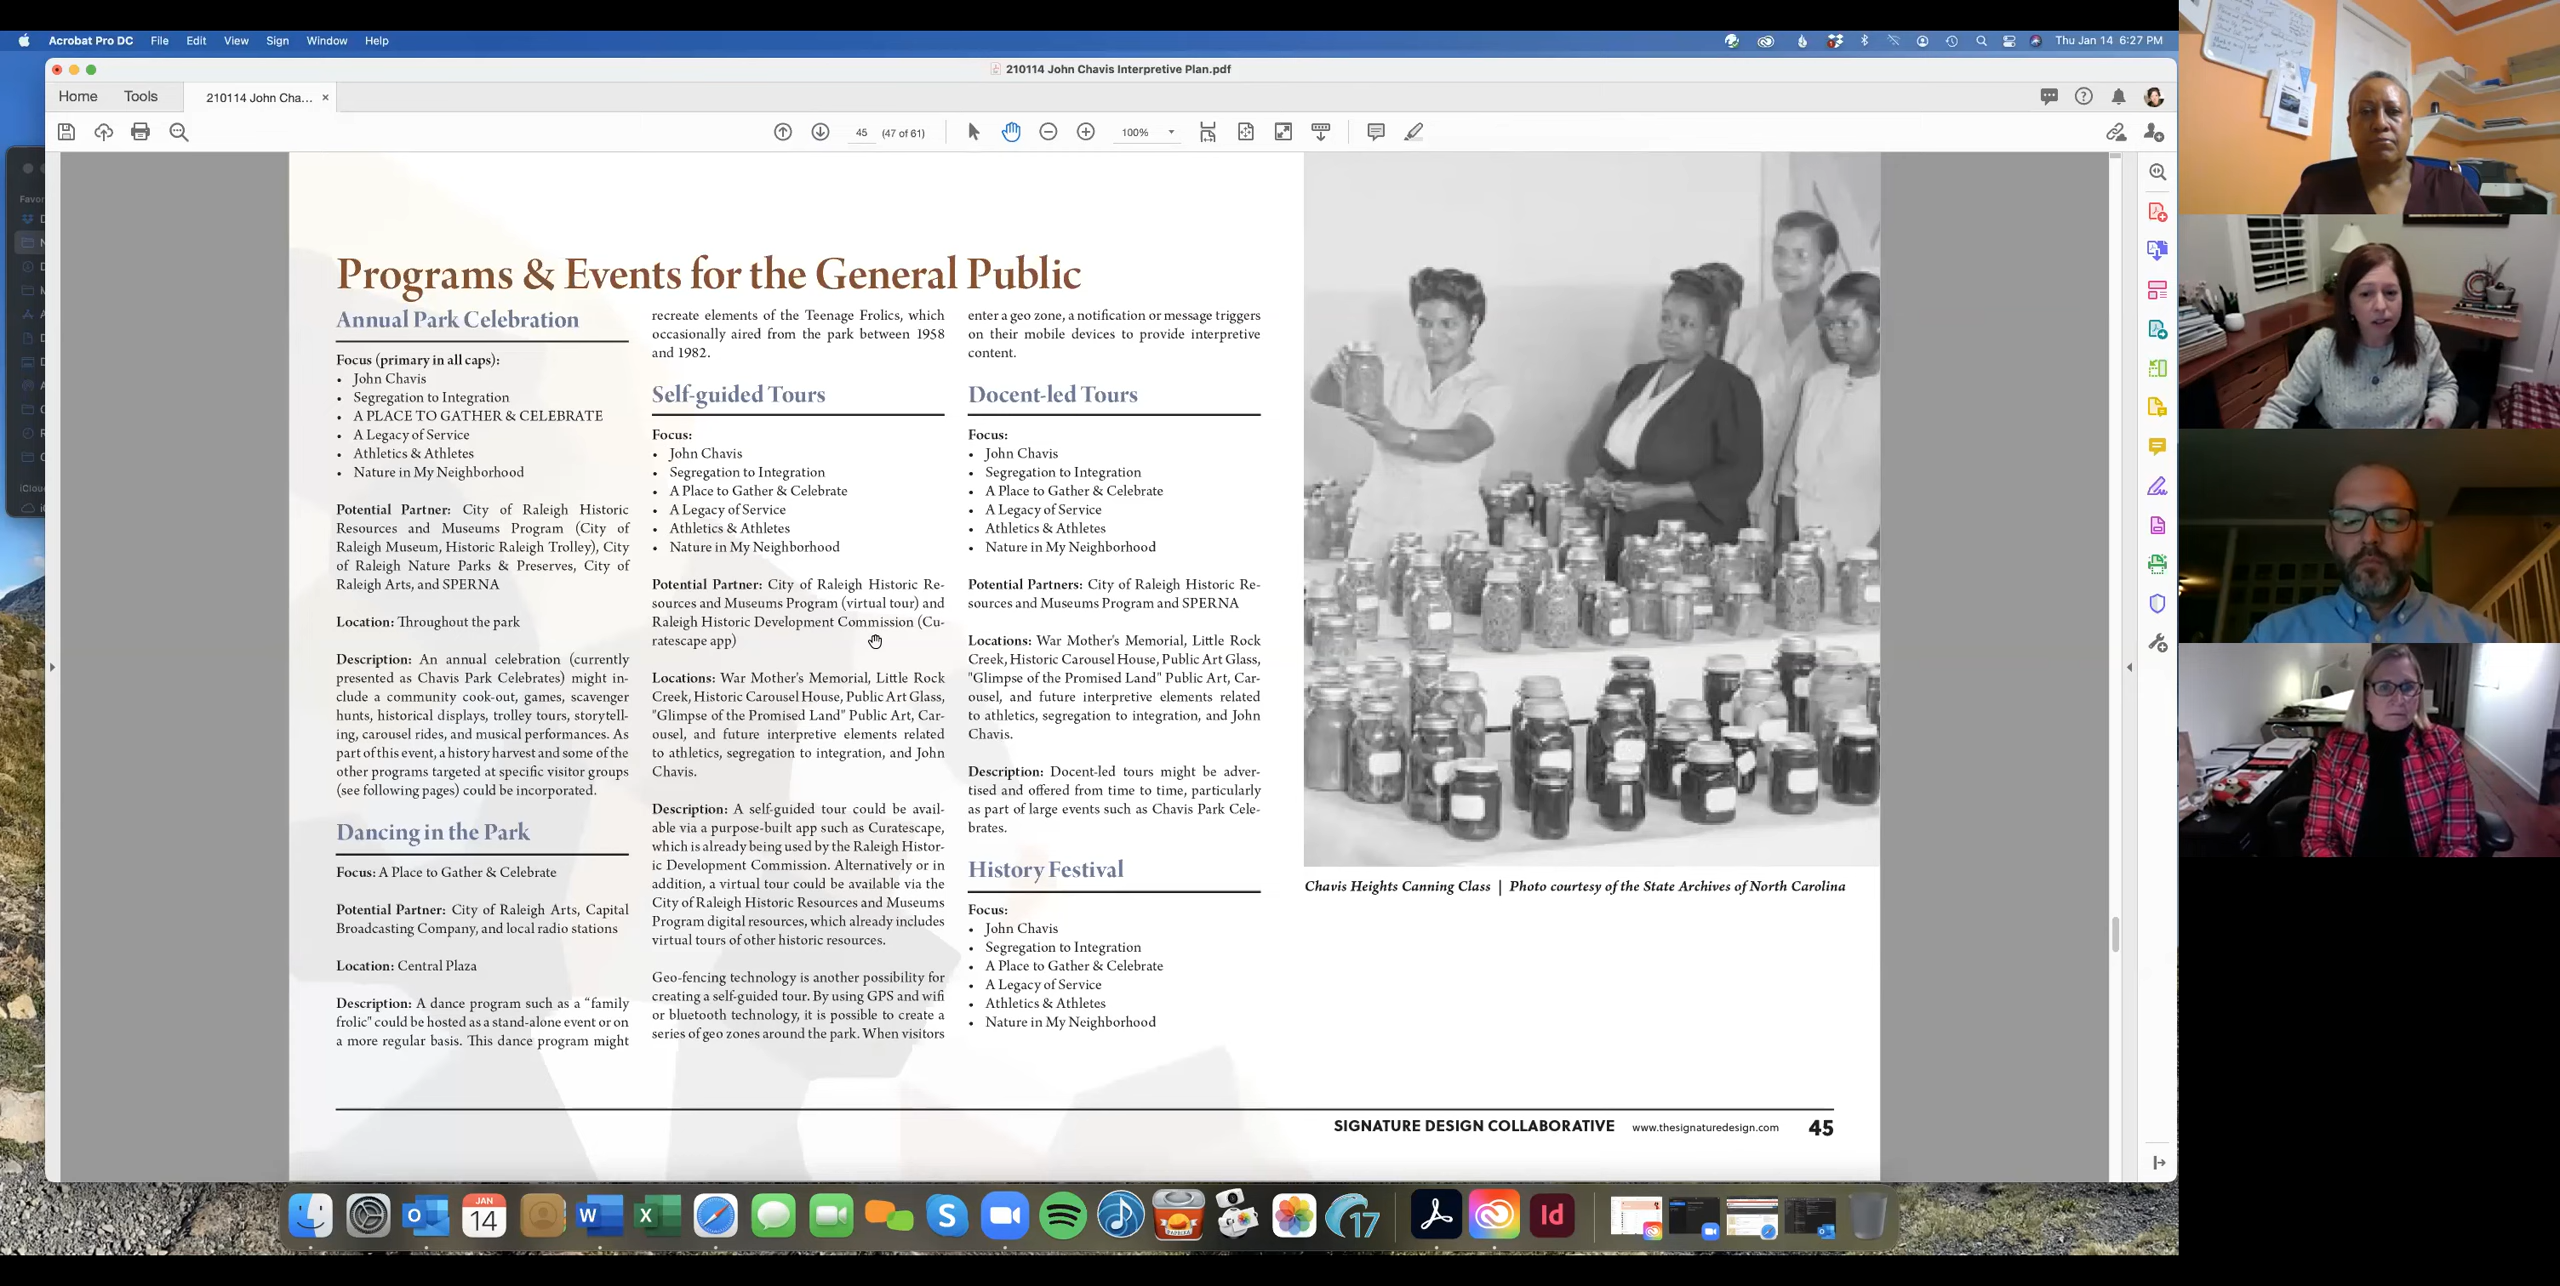 Acrobat Pro DC File Edit View Sign Window Help
Thu Jan 14 6:27 PM
210114 John Chavis Interpretive Plan.pdf
Home Tools 210114 John Cha... ×
45 (47 of 61) 100%
Programs & Events for the General Public
Annual Park Celebration
Focus (primary in all caps):
• John Chavis
• Segregation to Integration
• A PLACE TO GATHER & CELEBRATE
• A Legacy of Service
• Athletics & Athletes
• Nature in My Neighborhood
Potential Partner: City of Raleigh Historic
Resources and Museums Program (City of
Raleigh Museum, Historic Raleigh Trolley), City
of Raleigh Nature Parks & Preserves, City of
Raleigh Arts, and SPERNA
Location: Throughout the park
Description: An annual celebration (currently
presented as Chavis Park Celebrates) might in-
clude a community cook-out, games, scavenger
hunts, historical displays, trolley tours, storytell-
ing, carousel rides, and musical performances. As
part of this event, a history harvest and some of the
other programs targeted at specific visitor groups
(see following pages) could be incorporated.
Dancing in the Park
Focus: A Place to Gather & Celebrate
Potential Partner: City of Raleigh Arts, Capital
Broadcasting Company, and local radio stations
Location: Central Plaza
Description: A dance program such as a “family
frolic” could be hosted as a stand-alone event or on
a more regular basis. This dance program might
recreate elements of the Teenage Frolics, which
occasionally aired from the park between 1958
and 1982.
Self-guided Tours
Focus:
• John Chavis
• Segregation to Integration
• A Place to Gather & Celebrate
• A Legacy of Service
• Athletics & Athletes
• Nature in My Neighborhood
Potential Partner: City of Raleigh Historic Re-
sources and Museums Program (virtual tour) and
Raleigh Historic Development Commission (Cu-
ratescape app)
Locations: War Mother's Memorial, Little Rock
Creek, Historic Carousel House, Public Art Glass,
"Glimpse of the Promised Land" Public Art, Car-
ousel, and future interpretive elements related
to athletics, segregation to integration, and John
Chavis.
Description: A self-guided tour could be avail-
able via a purpose-built app such as Curatescape,
which is already being used by the Raleigh Histor-
ic Development Commission. Alternatively or in
addition, a virtual tour could be available via the
City of Raleigh Historic Resources and Museums
Program digital resources, which already includes
virtual tours of other historic resources.
Geo-fencing technology is another possibility for
creating a self-guided tour. By using GPS and wifi
or bluetooth technology, it is possible to create a
series of geo zones around the park. When visitors
enter a geo zone, a notification or message triggers
on their mobile devices to provide interpretive
content.
Docent-led Tours
Focus:
• John Chavis
• Segregation to Integration
• A Place to Gather & Celebrate
• A Legacy of Service
• Athletics & Athletes
• Nature in My Neighborhood
Potential Partners: City of Raleigh Historic Re-
sources and Museums Program and SPERNA
Locations: War Mother's Memorial, Little Rock
Creek, Historic Carousel House, Public Art Glass,
"Glimpse of the Promised Land" Public Art, Car-
ousel, and future interpretive elements related
to athletics, segregation to integration, and John
Chavis.
Description: Docent-led tours might be adver-
tised and offered from time to time, particularly
as part of large events such as Chavis Park Cele-
brates.
History Festival
Focus:
• John Chavis
• Segregation to Integration
• A Place to Gather & Celebrate
• A Legacy of Service
• Athletics & Athletes
• Nature in My Neighborhood
Chavis Heights Canning Class | Photo courtesy of the State Archives of North Carolina
SIGNATURE DESIGN COLLABORATIVE www.thesignaturedesign.com 45
Favor
iClou
JAN
14
O
W
X
S
17
Id